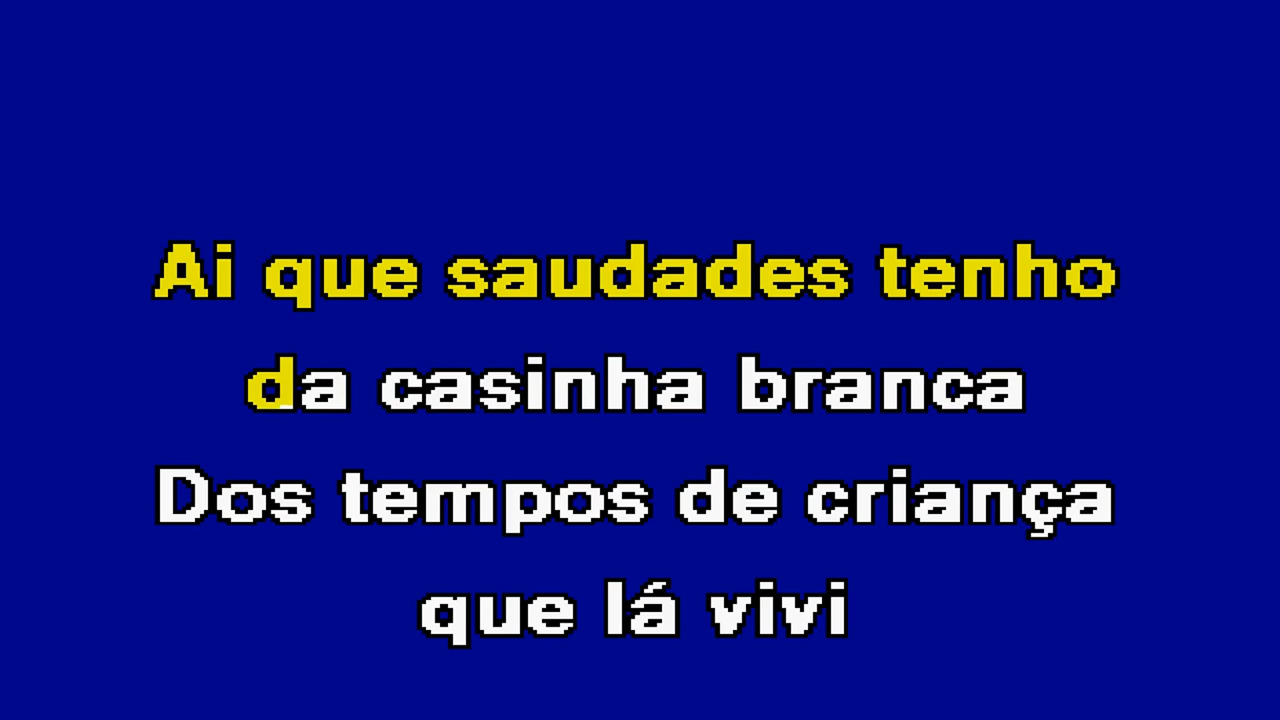 Ai que saudades tenho
da casinha branca
Dos tempos de criança
que lá vivi